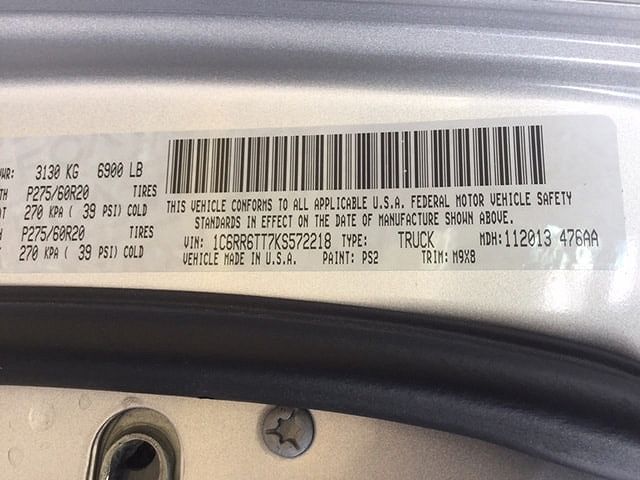 3130 KG 6900 LB
P275/60R20 TIRES
270 KPA ( 39 PSI) COLD
P275/60R20 TIRES
270 KPA ( 39 PSI) COLD
THIS VEHICLE CONFORMS TO ALL APPLICABLE U.S.A. FEDERAL MOTOR VEHICLE SAFETY
STANDARDS IN EFFECT ON THE DATE OF MANUFACTURE SHOWN ABOVE.
VIN: 1C6RR6TT7KS572218 TYPE: TRUCK MDH: 112013 476AA
VEHICLE MADE IN U.S.A. PAINT: PS2 TRIM: M9X8